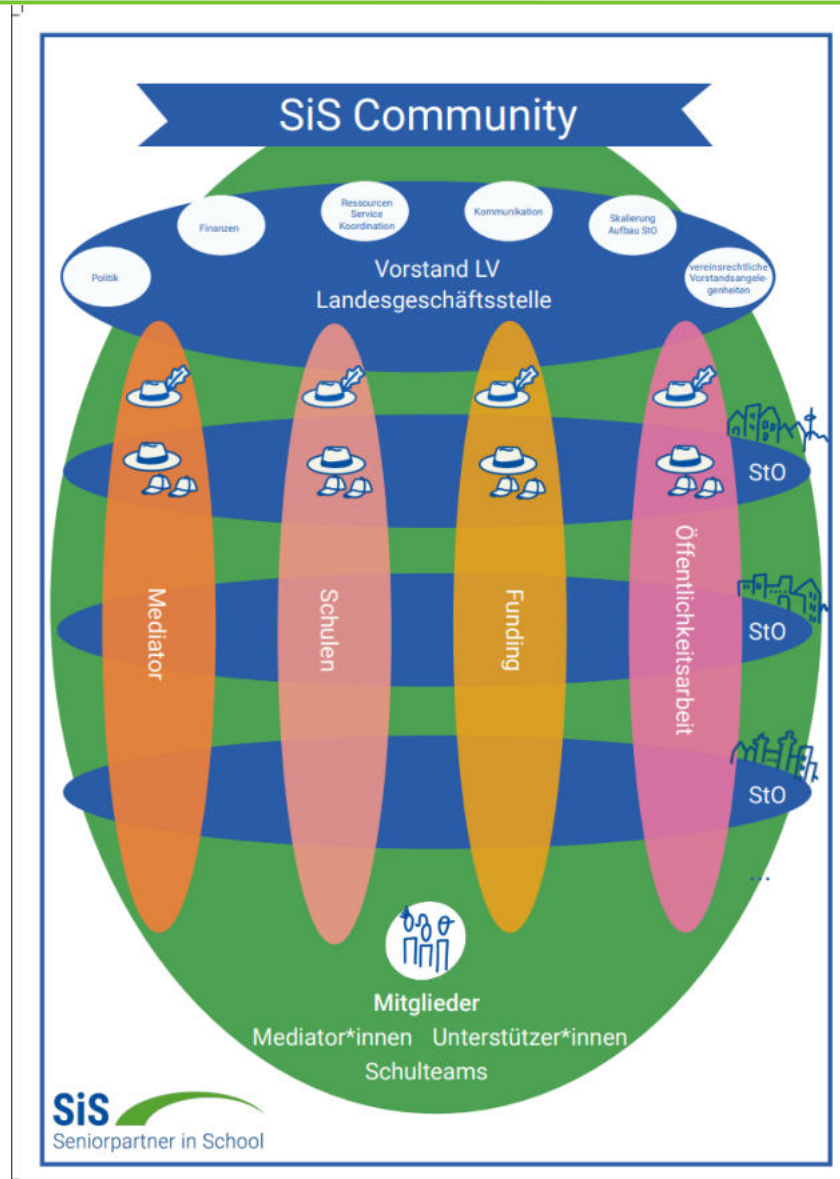 SiS Community
Politik
Finanzen
Ressourcen
Service
Koordination
Kommunikation
Skalierung
Aufbau StO
vereinsrechtliche
Vorstandsangele-
genheiten
Vorstand LV
Landesgeschäftsstelle
Mediator
Schulen
Funding
Öffentlichkeitsarbeit
StO
StO
StO
...
Mitglieder
Mediator*innen Unterstützer*innen
Schulteams
SiS
Seniorpartner in School